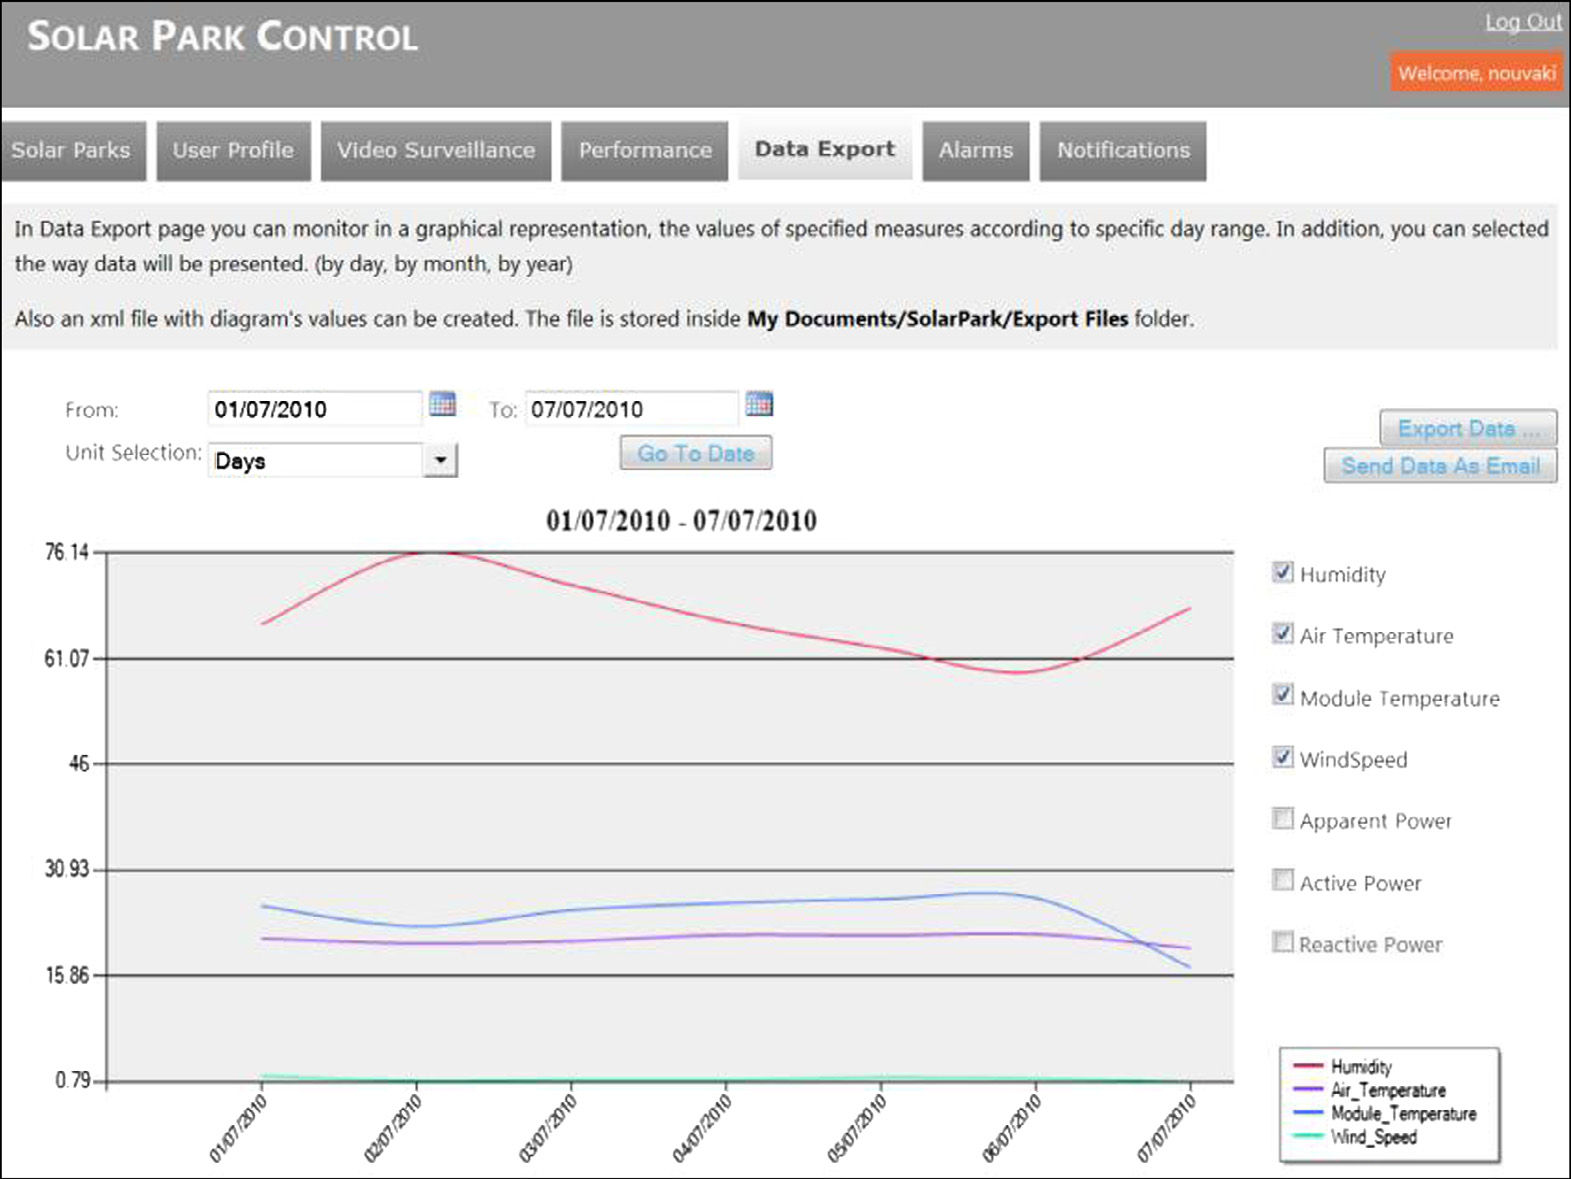 SOLAR PARK CONTROL
Log Out
Welcome, nouvaki
Solar Parks
User Profile
Video Surveillance
Performance
Data Export
Alarms
Notifications
In Data Export page you can monitor in a graphical representation, the values of specified measures according to specific day range. In addition, you can selected
the way data will be presented. (by day, by month, by year)
Also an xml file with diagram's values can be created. The file is stored inside My Documents/SolarPark/Export Files folder.
From:
01/07/2010
To:
07/07/2010
Unit Selection:
Days
Go To Date
Export Data ...
Send Data As Email
01/07/2010 - 07/07/2010
76.14
61.07
46
30.93
15.86
0.79
01/07/2010
02/07/2010
03/07/2010
04/07/2010
05/07/2010
06/07/2010
07/07/2010
Humidity
Air Temperature
Module Temperature
WindSpeed
Apparent Power
Active Power
Reactive Power
Humidity
Air_Temperature
Module_Temperature
Wind_Speed